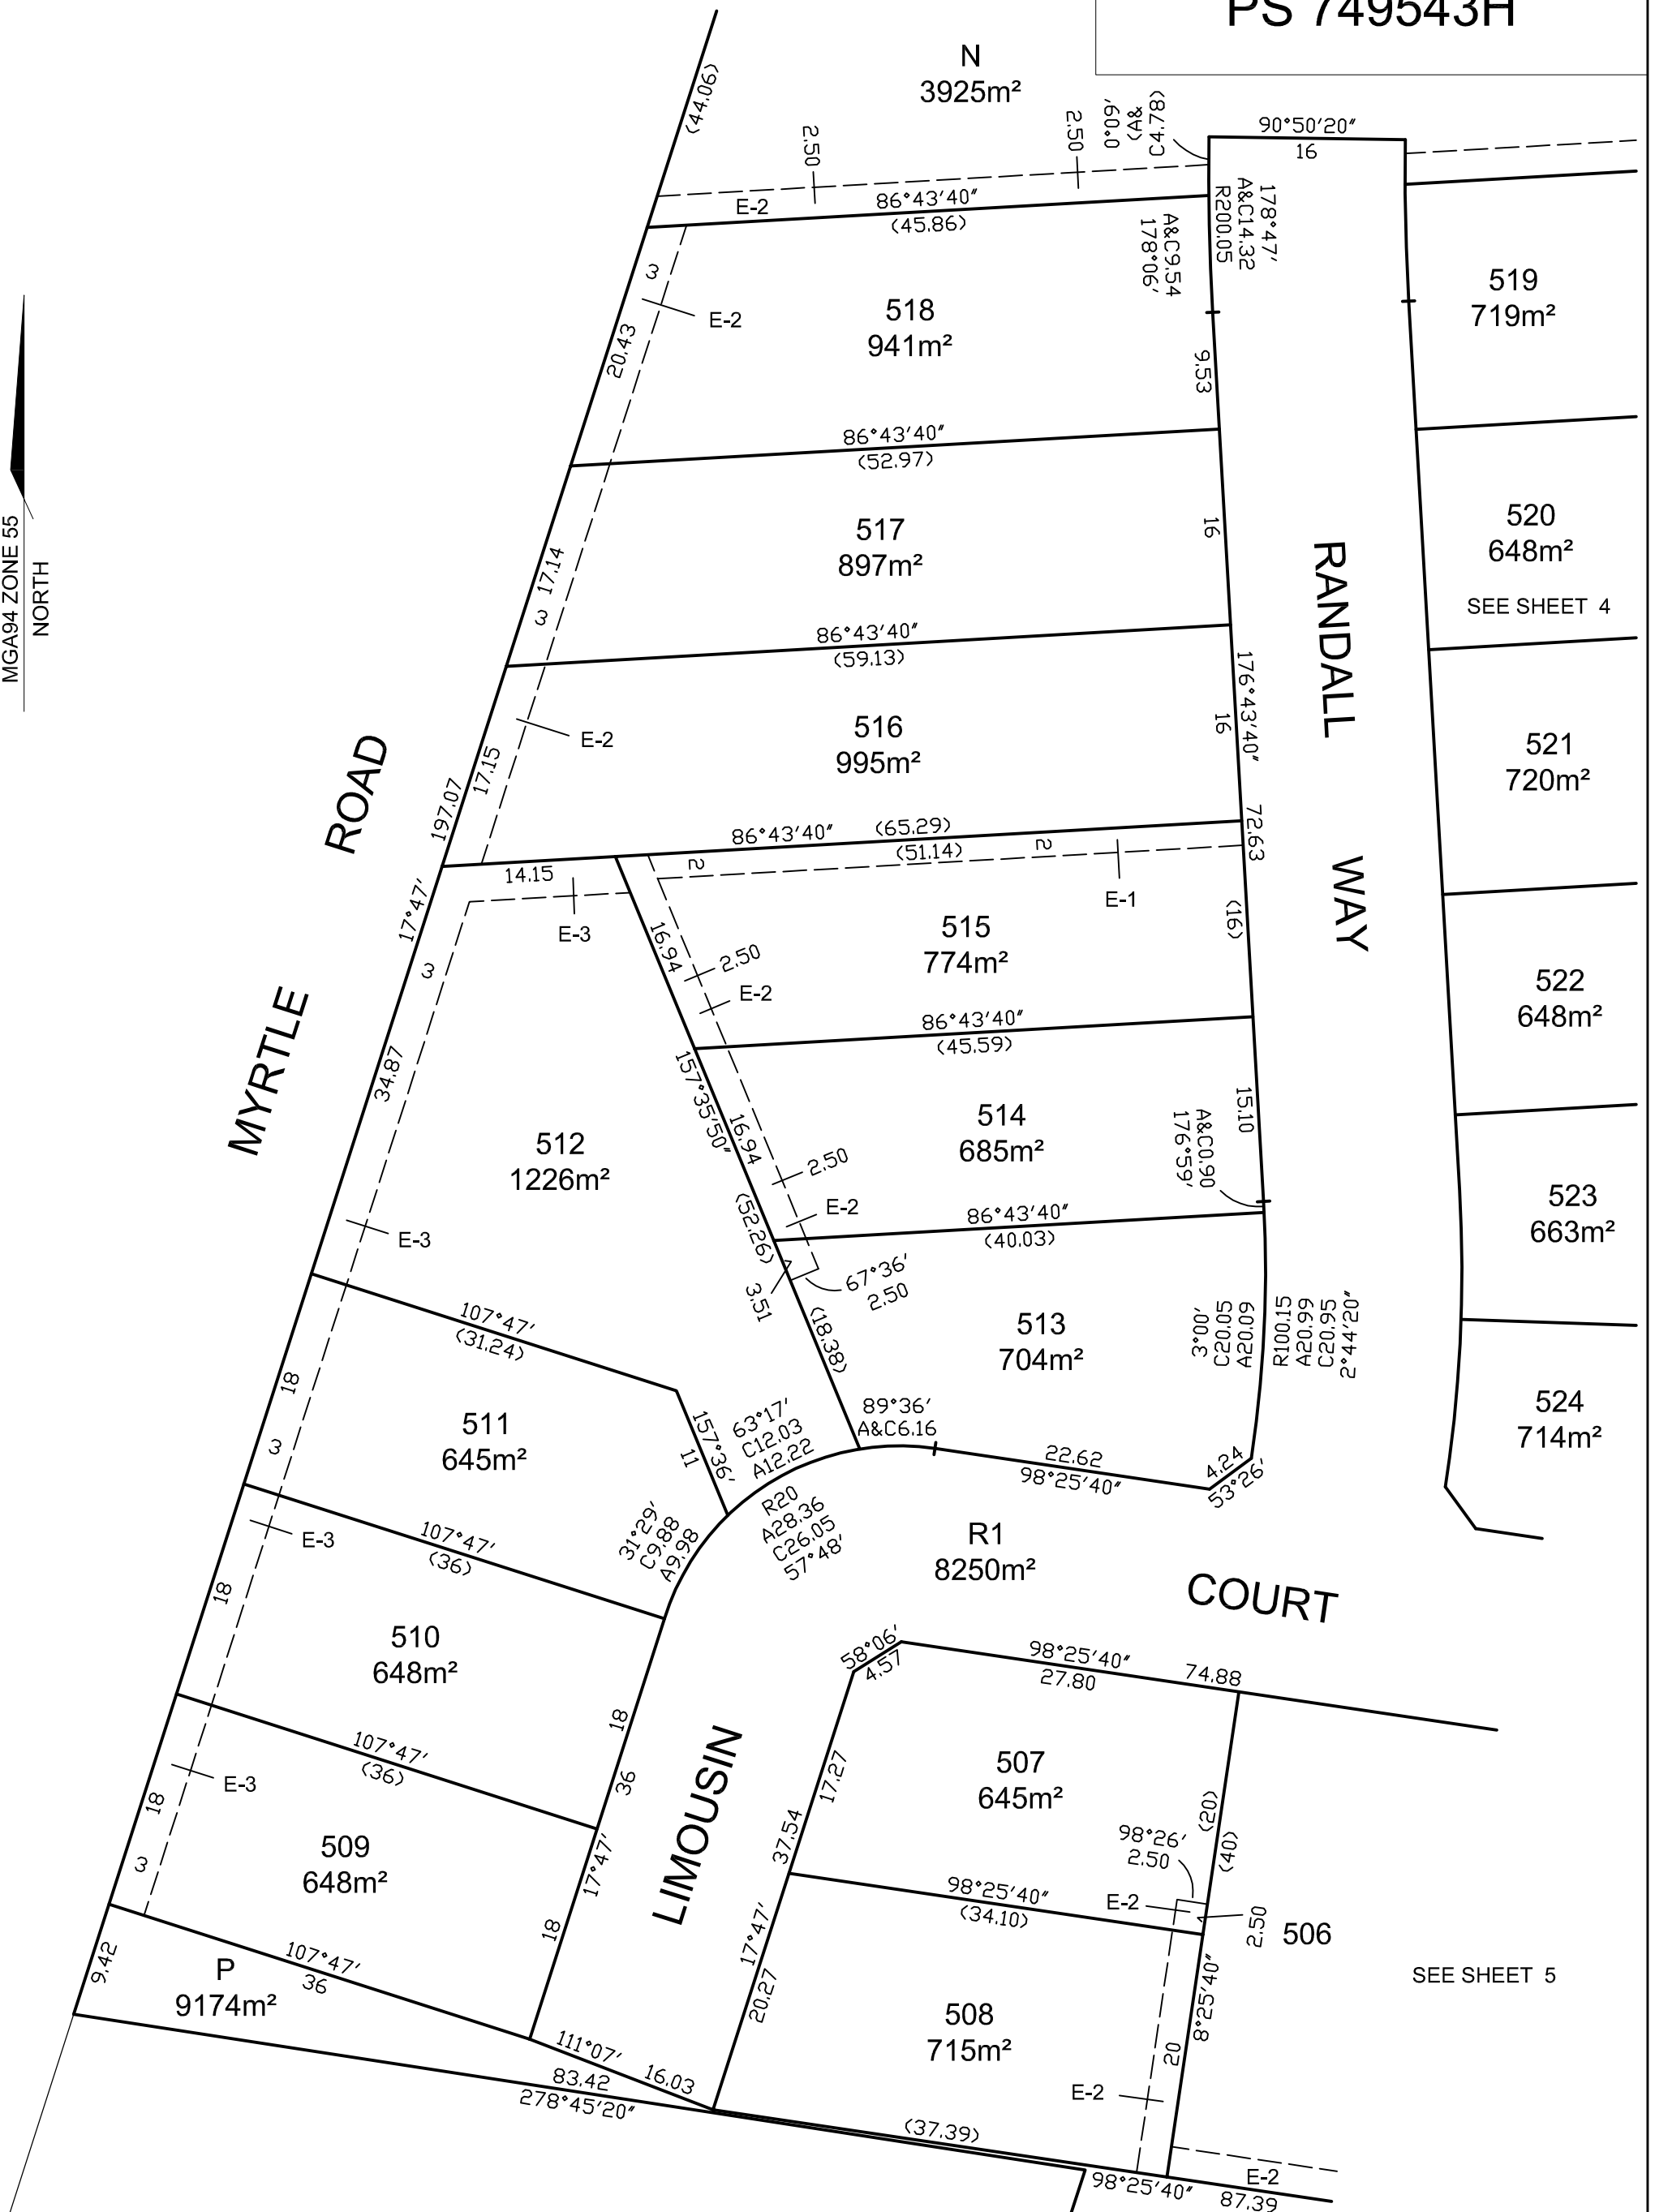 PS 749543H
N
3925m²
(44.06)
2.50
2.50
0°09'
(A&
C4.78)
90°50'20"
16
E-2
86°43'40"
(45.86)
178°47'
A&C14.32
R200.05
A&C9.54
178°06'
3
E-2
20.43
518
941m²
9.53
519
719m²
86°43'40"
(52.97)
MGA94 ZONE 55
NORTH
17.14
3
517
897m²
16
RANDALL
WAY
520
648m²
SEE SHEET 4
86°43'40"
(59.13)
E-2
17.15
197.07
516
995m²
16
176°43'40"
72.63
521
720m²
MYRTLE
ROAD
86°43'40"
(65.29)
(51.14)
2
2
E-1
14.15
E-3
17°47'
3
16.94
2.50
E-2
515
774m²
(16)
522
648m²
86°43'40"
(45.59)
34.87
157°35'50"
16.94
512
1226m²
514
685m²
15.10
A&C0.90
176°59'
2.50
E-2
(52.26)
86°43'40"
(40.03)
523
663m²
E-3
3.51
67°36'
2.50
107°47'
(31.24)
(18.38)
513
704m²
3°00'
C20.05
A20.09
R100.15
A20.99
C20.95
2°44'20"
18
3
511
645m²
157°36'
11
63°17'
C12.03
A12.22
89°36'
A&C6.16
22.62
98°25'40"
4.24
53°26'
524
714m²
E-3
107°47'
(36)
31°29'
C9.88
A9.98
R20
A28.36
C26.05
57°48'
R1
8250m²
COURT
18
510
648m²
18
58°06'
4.57
98°25'40"
27.80
74.88
107°47'
(36)
36
LIMOUSIN
17.27
37.54
507
645m²
(20)
(40)
E-3
18
3
509
648m²
17°47'
18
98°26'
2.50
E-2
98°25'40"
(34.10)
2.50
506
SEE SHEET 5
9.42
P
9174m²
107°47'
36
17°47'
20.27
508
715m²
8°25'40"
20
E-2
111°07'
16.03
83.42
278°45'20"
(37.39)
98°25'40"
E-2
87.39